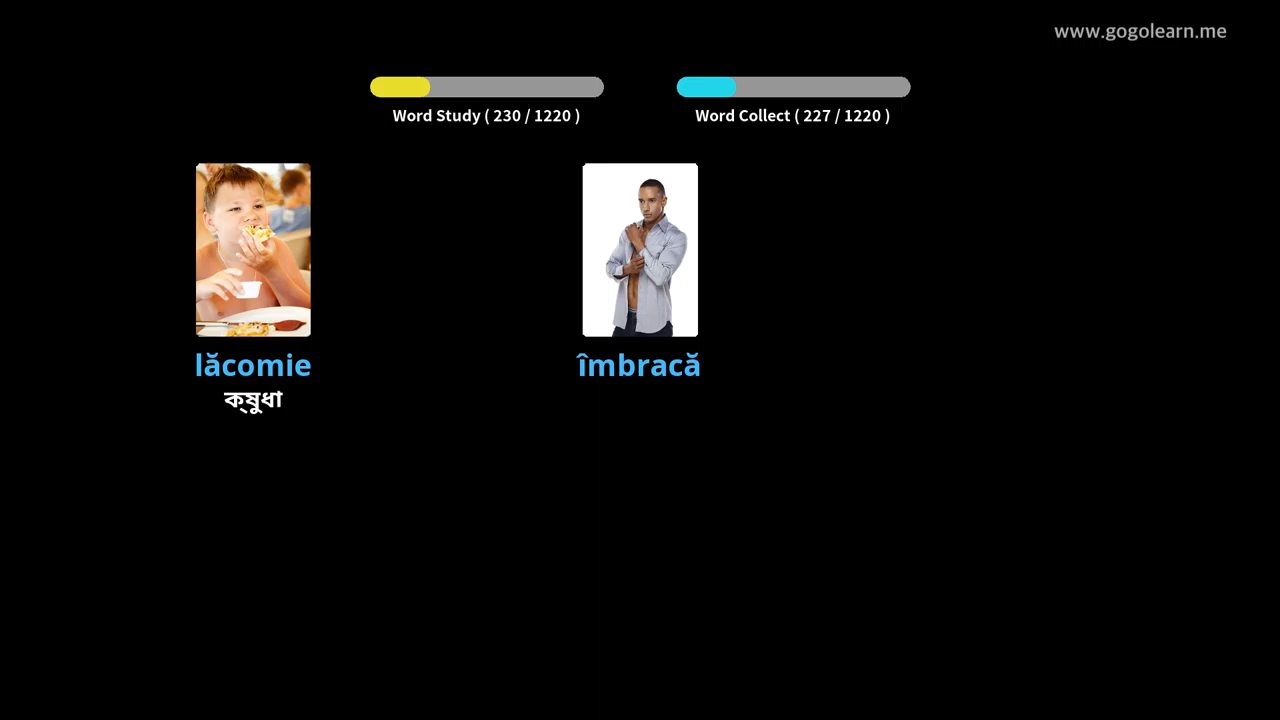 www.gogolearn.me
Word Study ( 230 / 1220 )
Word Collect ( 227 / 1220 )
lăcomie
îmbracă
ক্ষুধা